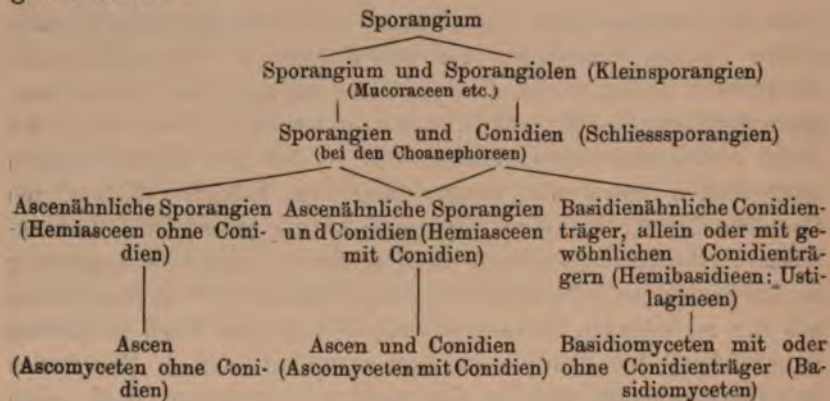 Sporangium
Sporangium und Sporangiolen (Kleinsporangien)
(Mucoraceen etc.)
Sporangien und Conidien (Schliesssporangien)
(bei den Choanephoreen)
Ascenähnliche Sporangien
(Hemiasceen ohne Coni-
dien)
Ascenähnliche Sporangien
und Conidien (Hemiasceen
mit Conidien)
Basidienähnliche Conidien-
träger, allein oder mit ge-
wöhnlichen Conidienträ-
gern (Hemibasidieen: Usti-
lagineen)
Ascen
(Ascomyceten ohne Coni-
dien)
Ascen und Conidien
(Ascomyceten mit Conidien)
Basidiomyceten mit oder
ohne Conidienträger (Ba-
sidiomyceten)